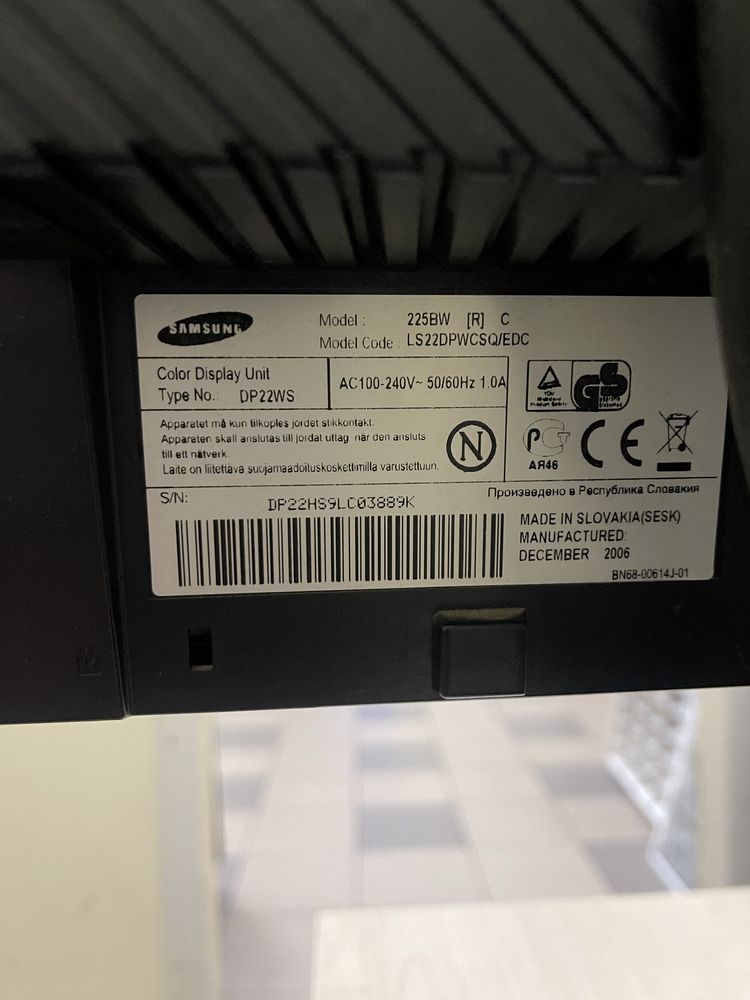 SAMSUNG
Model : 225BW [R] C
Model Code : LS22DPWCSQ/EDC
Color Display Unit
Type No.: DP22WS
AC100-240V~ 50/60Hz 1.0A
Apparatet må kun tilkoples jordet stikkontakt.
Apparaten skall anslutas till jordat uttag när den ansluts
till ett nätverk.
Laite on liitettävä suojamaadoituskoskettimilla varustettuun.
N
TÜV
GS
CE
АЯ46
S/N: DP22HS9LC03889K
Произведено в Республика Словакия
MADE IN SLOVAKIA(SESK)
MANUFACTURED:
DECEMBER 2006
BN68-00614J-01